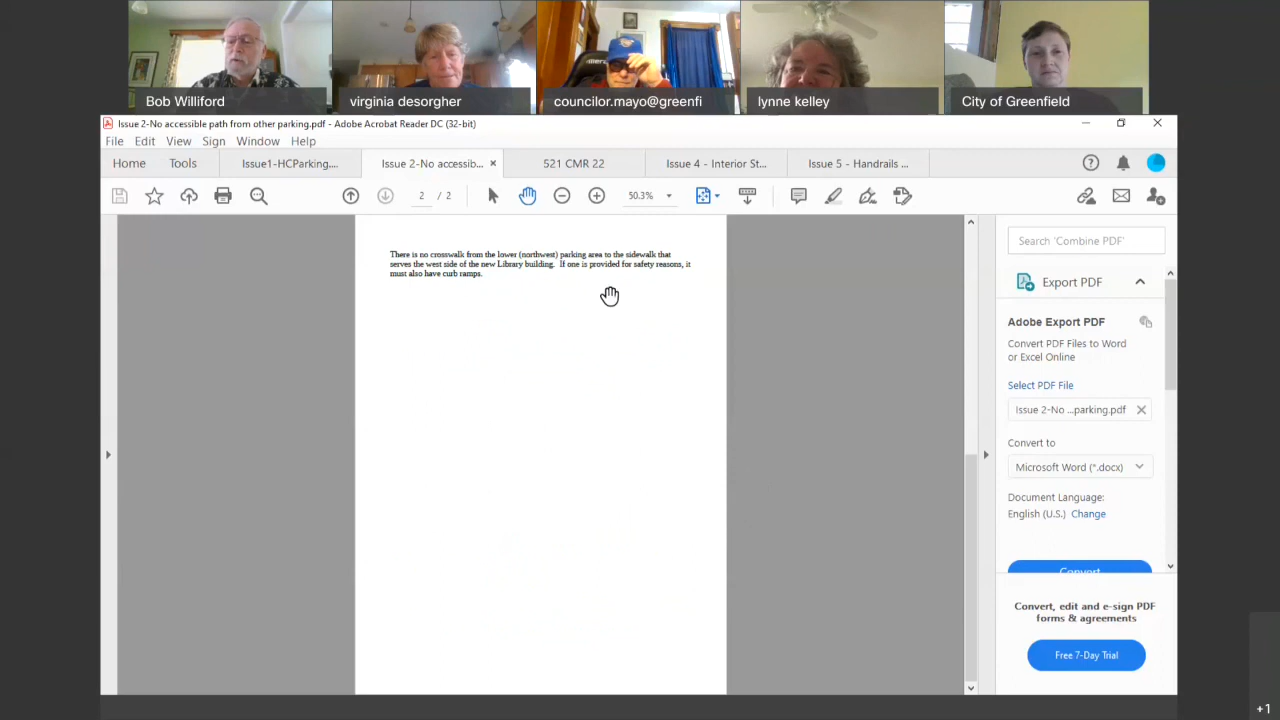 Bob Williford
virginia desorgher
councilor.mayo@greenfi
lynne kelley
City of Greenfield
Issue 2-No accessible path from other parking.pdf - Adobe Acrobat Reader DC (32-bit)
File Edit View Sign Window Help
Home Tools Issue1-HCParking.... Issue 2-No accessib... × 521 CMR 22 Issue 4 - Interior St... Issue 5 - Handrails ...
2 / 2 50.3%
There is no crosswalk from the lower (northwest) parking area to the sidewalk that
serves the west side of the new Library building. If one is provided for safety reasons, it
must also have curb ramps.
Search 'Combine PDF'
Export PDF
Adobe Export PDF
Convert PDF Files to Word
or Excel Online
Select PDF File
Issue 2-No ...parking.pdf
Convert to
Microsoft Word (*.docx)
Document Language:
English (U.S.) Change
Convert
Convert, edit and e-sign PDF
forms & agreements
Free 7-Day Trial
+1